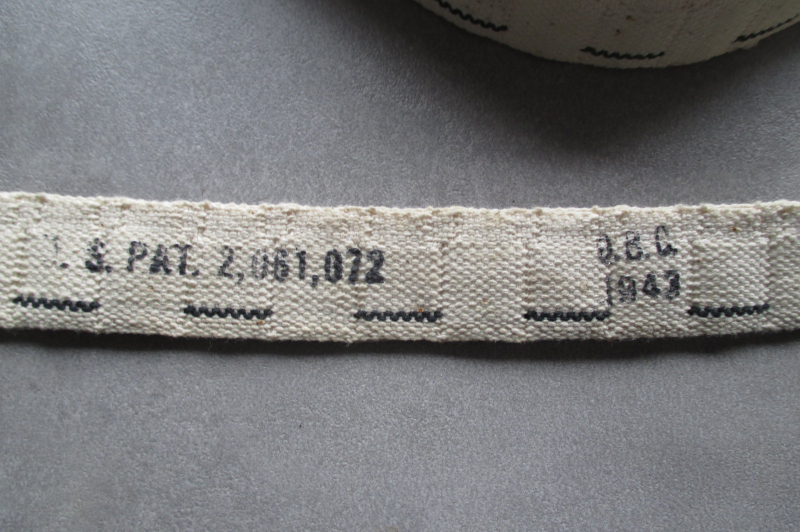 U. S. PAT. 2,061,072
O.B.C.
1943